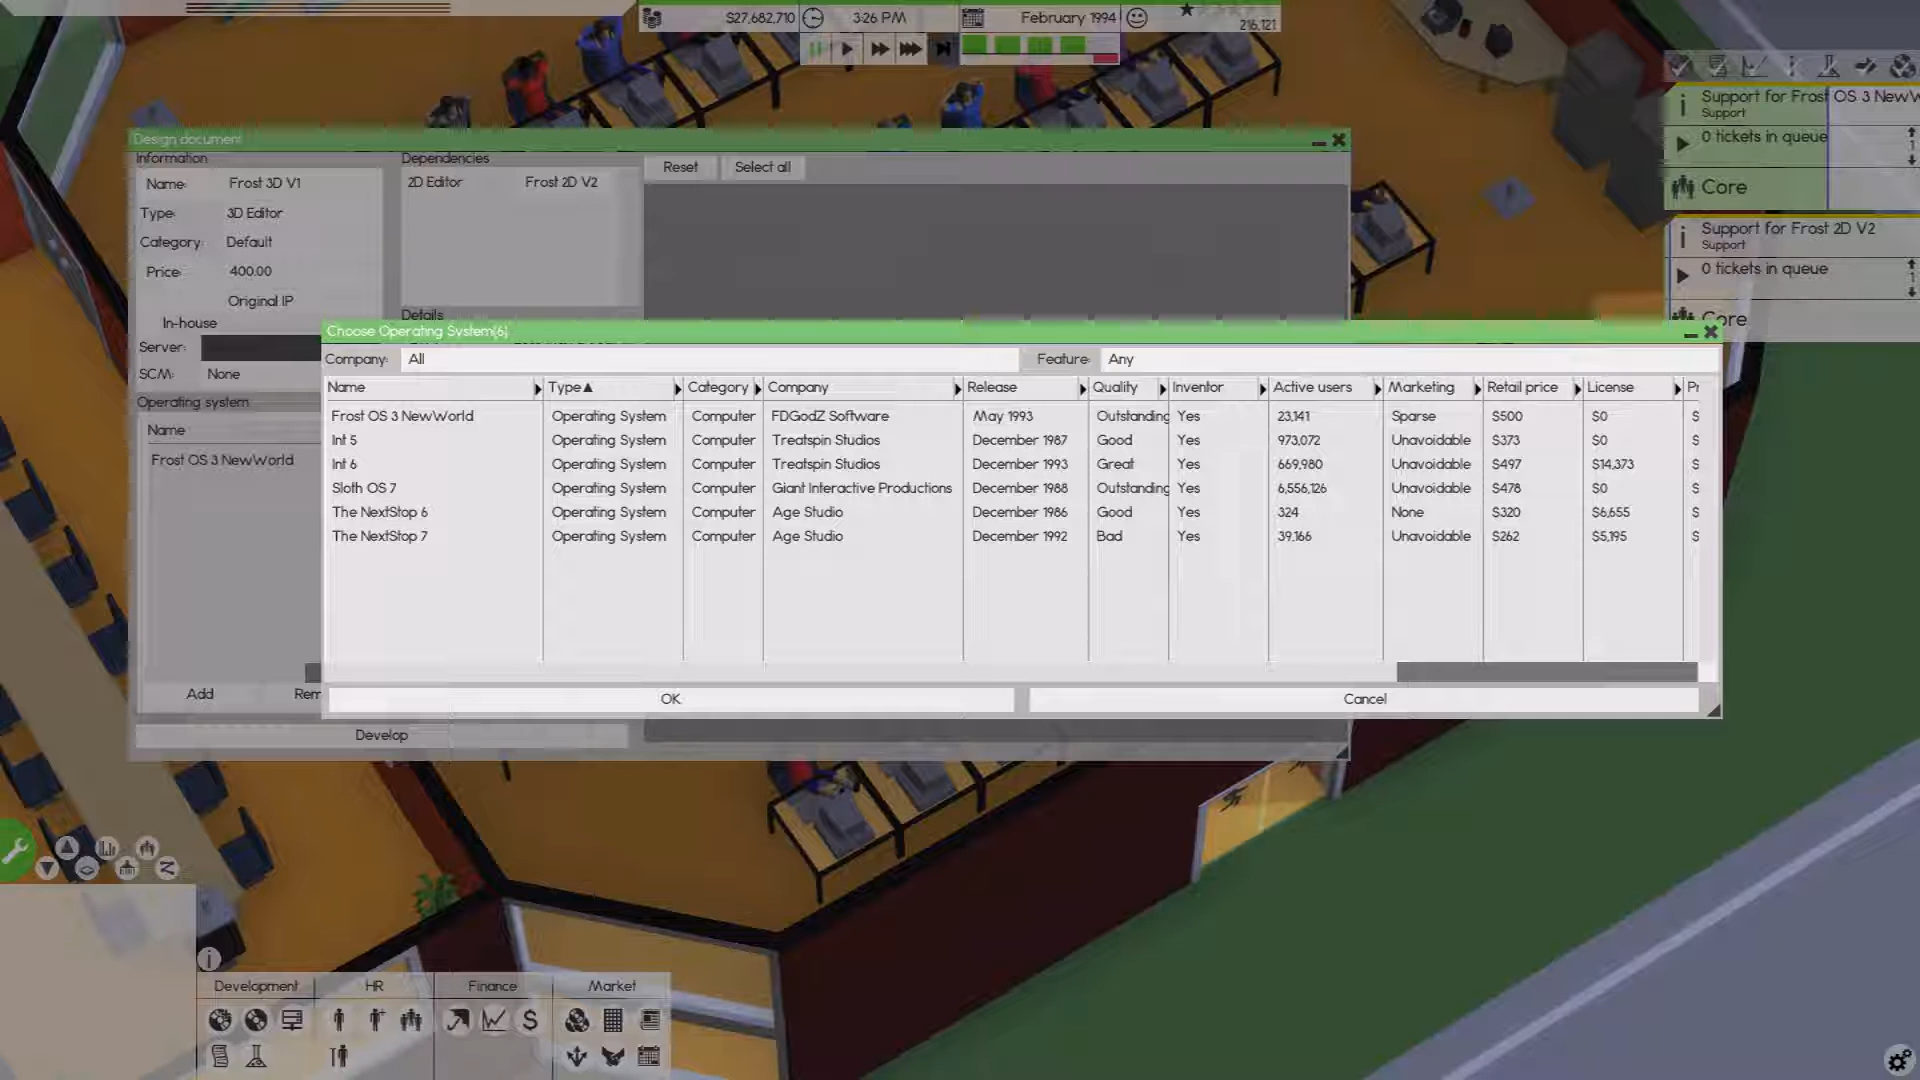 $27,682,710
3:26 PM
February 1994
216,121
Support for Frost OS 3 NewW
Support
0 tickets in queue
1
Core
Support for Frost 2D V2
Support
0 tickets in queue
1
Core
Design document
Information
Name: Frost 3D V1
Type: 3D Editor
Category: Default
Price: 400.00
Original IP
In-house
Server:
SCM: None
Operating system
Name
Frost OS 3 NewWorld
Add
Rem
Develop
Dependencies
2D Editor Frost 2D V2
Details
Reset Select all
Choose Operating System(6)
Company: All Feature: Any
Name Type▲ Category Company Release Quality Inventor Active users Marketing Retail price License Pr
Frost OS 3 NewWorld Operating System Computer FDGodZ Software May 1993 Outstanding Yes 23,141 Sparse $500 $0 $
Int 5 Operating System Computer Treatspin Studios December 1987 Good Yes 973,072 Unavoidable $373 $0 $
Int 6 Operating System Computer Treatspin Studios December 1993 Great Yes 669,980 Unavoidable $497 $14,373 $
Sloth OS 7 Operating System Computer Giant Interactive Productions December 1988 Outstanding Yes 6,556,126 Unavoidable $478 $0 $
The NextStop 6 Operating System Computer Age Studio December 1986 Good Yes 324 None $320 $6,655 $
The NextStop 7 Operating System Computer Age Studio December 1992 Bad Yes 39,166 Unavoidable $262 $5,195 $
OK Cancel
Development HR Finance Market